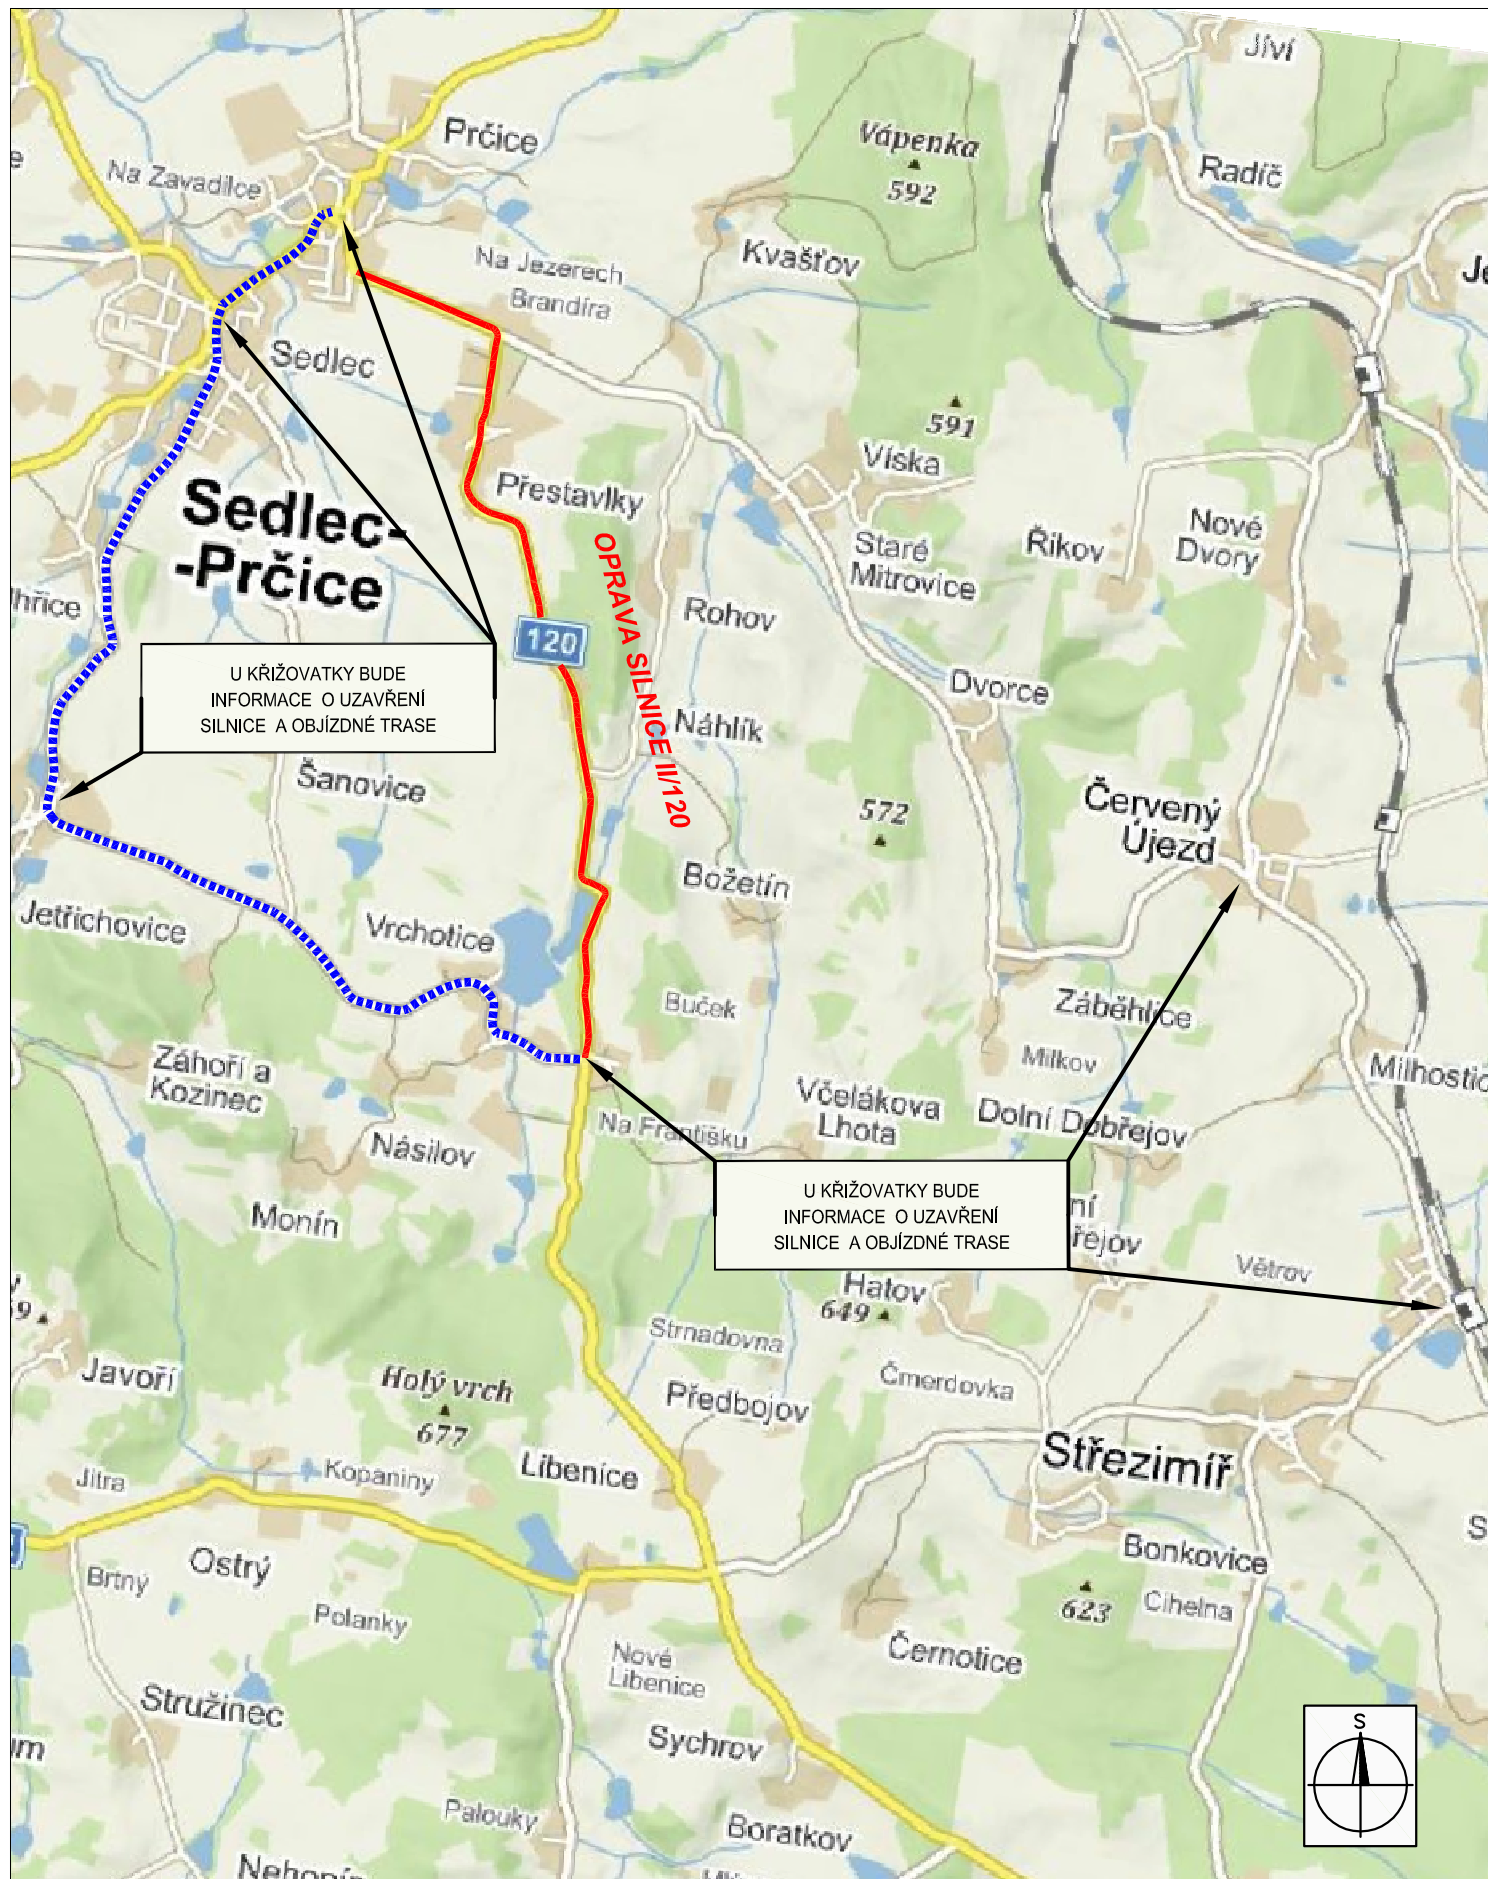 Jíví
Prčice
Vápenka
592
Radíč
Na Zavadilce
Kvašťov
Na Jezerech
Brandíra
Sedlec
591
Víska
Přestavlky
Sedlec-
-Prčice
Nové
Dvory
Staré
Mitrovice
Říkov
OPRAVA SILNICE II/120
120
Rohov
U KŘIŽOVATKY BUDE
INFORMACE O UZAVŘENÍ
SILNICE A OBJÍZDNÉ TRASE
Dvorce
Náhlík
Šanovice
572
Červený
Újezd
Božetín
Jetřichovice
Vrchotice
Buček
Záběhlice
Milkov
Záhoří a
Kozinec
Včelákova
Lhota
Dolní Dobřejov
Milhostic
Na Františku
Násilov
U KŘIŽOVATKY BUDE
INFORMACE O UZAVŘENÍ
SILNICE A OBJÍZDNÉ TRASE
ní
řejov
Monín
Větrov
Hatov
649
Strnadovna
Javoří
Holý vrch
677
Čmerdovka
Předbojov
Střezimíř
Libenice
Jitra
Kopaniny
Ostrý
Bonkovice
Brtný
623
Cihelna
Polanky
Černotice
Nové
Libenice
Stružinec
Sychrov
S
Palouky
Boratkov